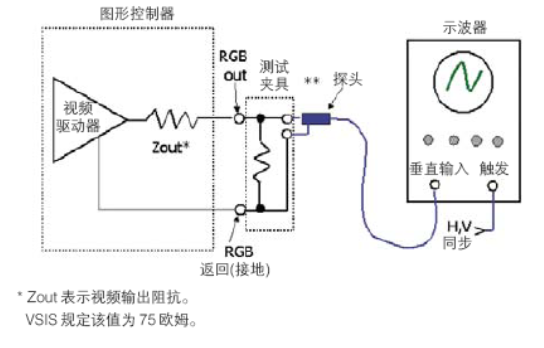 图形控制器
示波器
RGB
out
测试
夹具
**
探头
视频
驱动器
Zout*
垂直输入
触发
H,V
同步
RGB
返回(接地)
* Zout 表示视频输出阻抗。
VSIS 规定该值为 75 欧姆。